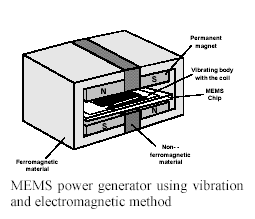 Permanent
magnet
Vibrating body
with the coil
MEMS
Chip
N
S
S
N
Ferromagnetic
material
Non--
ferromagnetic
material
MEMS power generator using vibration
and electromagnetic method